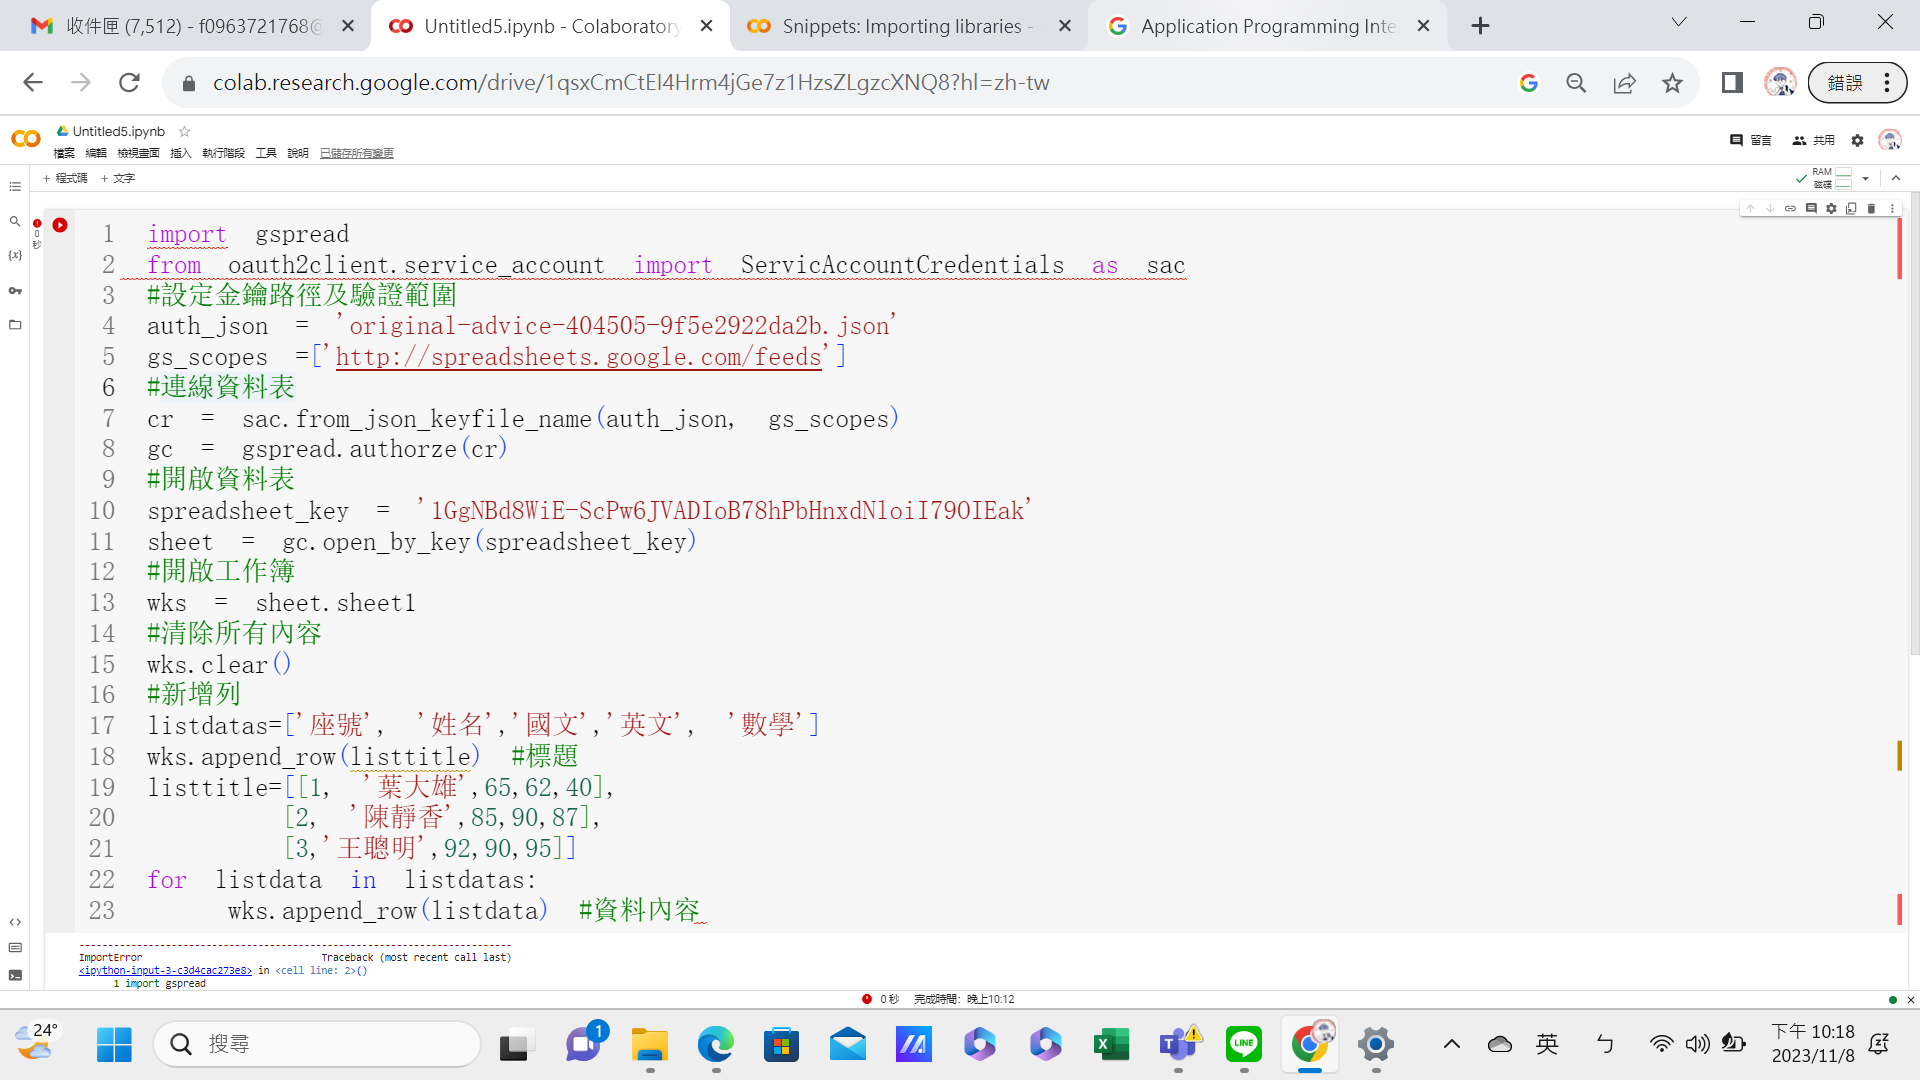 收件匣 (7,512) - f0963721768@
Untitled5.ipynb - Colaboratory
Snippets: Importing libraries -
Application Programming Inte
colab.research.google.com/drive/1qsxCmCtEl4Hrm4jGe7z1HzsZLgzcXNQ8?hl=zh-tw
錯誤
Untitled5.ipynb
檔案 編輯 檢視畫面 插入 執行階段 工具 說明 已儲存所有變更
留言 共用
+ 程式碼 + 文字
RAM
磁碟
0
秒
1 import gspread
2 from oauth2client.service_account import ServicAccountCredentials as sac
3 #設定金鑰路徑及驗證範圍
4 auth_json = 'original-advice-404505-9f5e2922da2b.json'
5 gs_scopes =['http://spreadsheets.google.com/feeds']
6 #連線資料表
7 cr = sac.from_json_keyfile_name(auth_json, gs_scopes)
8 gc = gspread.authorze(cr)
9 #開啟資料表
10 spreadsheet_key = '1GgNBd8WiE-ScPw6JVADIoB78hPbHnxdNloiI79OIEak'
11 sheet = gc.open_by_key(spreadsheet_key)
12 #開啟工作簿
13 wks = sheet.sheet1
14 #清除所有內容
15 wks.clear()
16 #新增列
17 listdatas=['座號', '姓名','國文','英文', '數學']
18 wks.append_row(listtitle) #標題
19 listtitle=[[1, '葉大雄',65,62,40],
20 [2, '陳靜香',85,90,87],
21 [3,'王聰明',92,90,95]]
22 for listdata in listdatas:
23 wks.append_row(listdata) #資料內容
ImportError Traceback (most recent call last)
<ipython-input-3-c3d4cac273e8> in <cell line: 2>()
1 import gspread
0 秒 完成時間: 晚上10:12
24°
搜尋
1
英
ㄅ
下午 10:18
2023/11/8